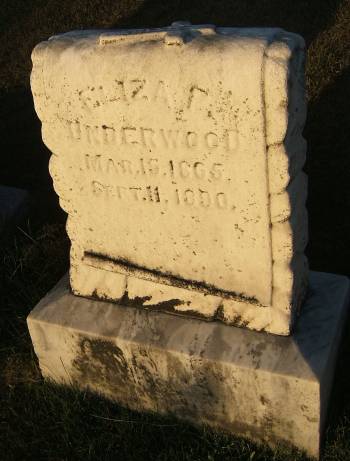 ELIZA
UNDERWOOD
MAR. 15. 1865.
SEPT. 11. 1890.